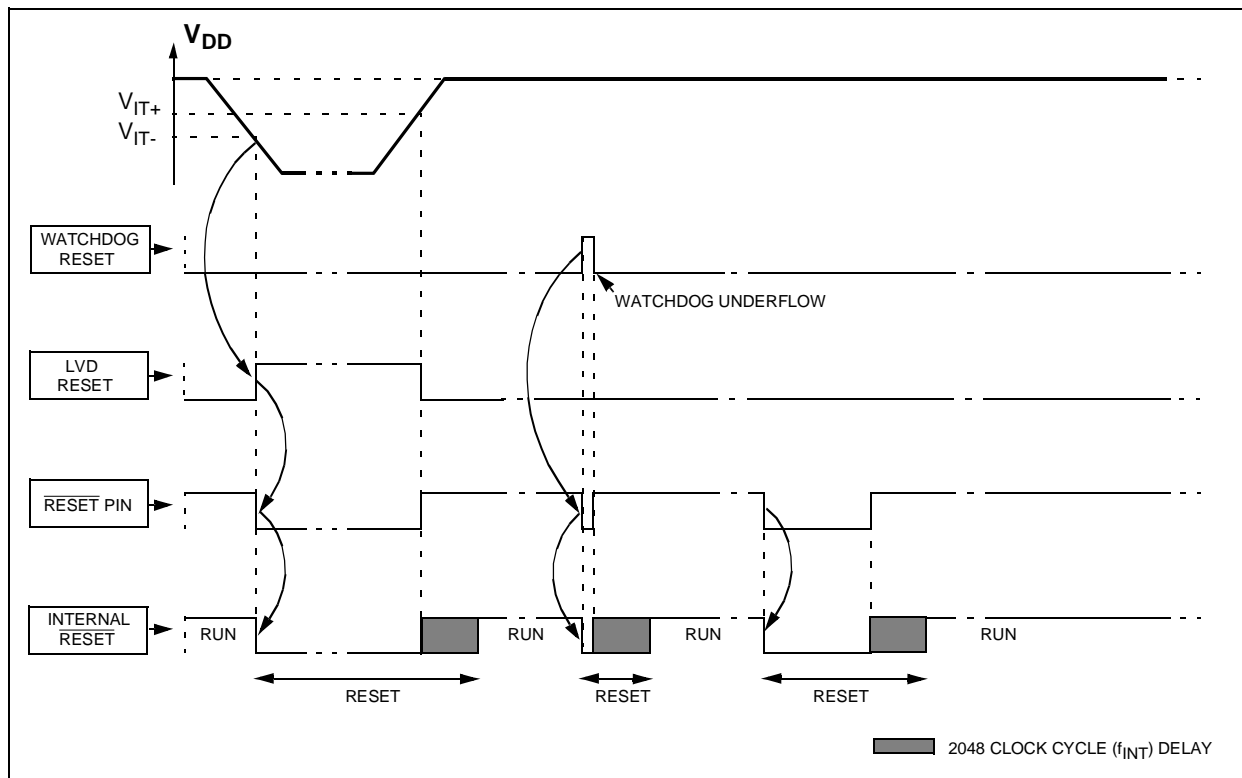 VDD
VIT+
VIT-
WATCHDOG
RESET
WATCHDOG UNDERFLOW
LVD
RESET
RESET PIN
INTERNAL
RESET
RUN
RUN
RUN
RUN
RESET
RESET
RESET
2048 CLOCK CYCLE (fINT) DELAY